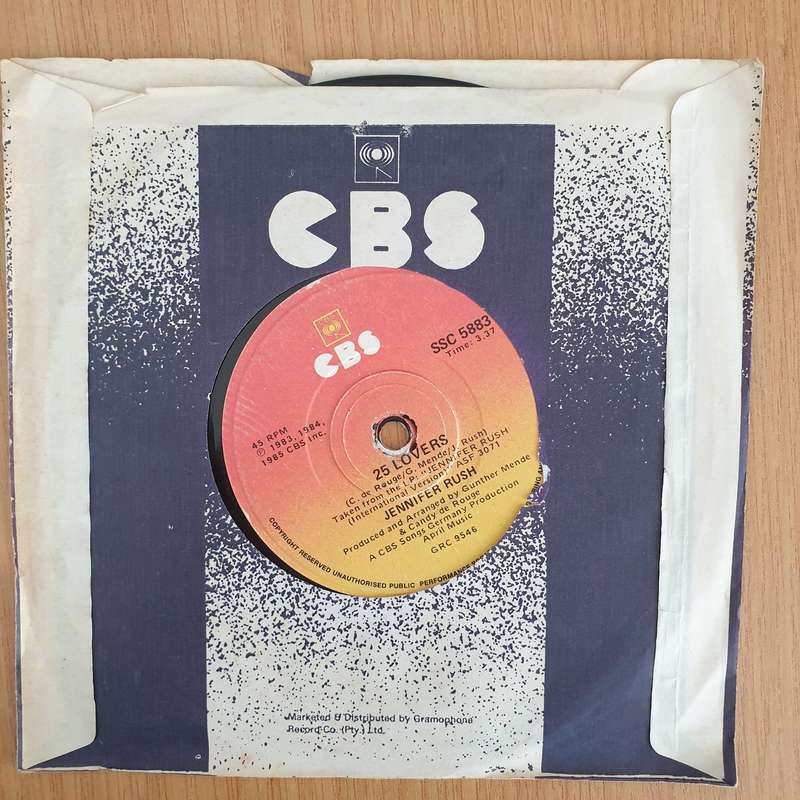 CBS
CBS
SSC 5883
Time: 3.37
45 RPM
℗ 1983, 1984,
1985 CBS Inc.
25 LOVERS
(C. de Rouge/G. Mende/J. Rush)
Taken from the LP: "JENNIFER RUSH
(International Version)" ASF 3071
JENNIFER RUSH
Produced and Arranged by Gunther Mende
& Candy de Rouge
A CBS Songs Germany Production
April Music
GRC 9546
COPYRIGHT RESERVED UNAUTHORISED PUBLIC PERFORMANCE
Marketed & Distributed by Gramophone
Record Co. (Pty.) Ltd.